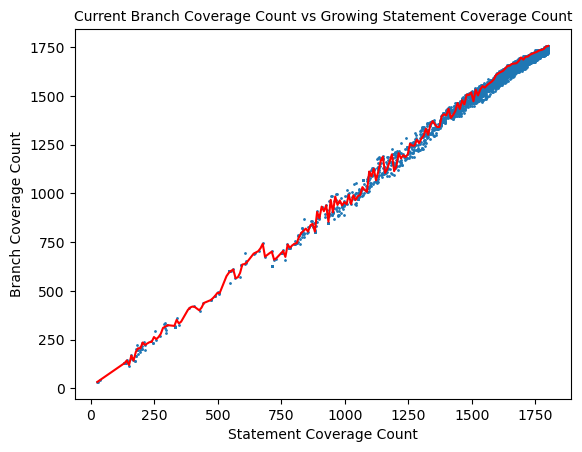 Current Branch Coverage Count vs Growing Statement Coverage Count
1750
1500
1250
1000
750
500
250
0
Branch Coverage Count
0 250 500 750 1000 1250 1500 1750
Statement Coverage Count